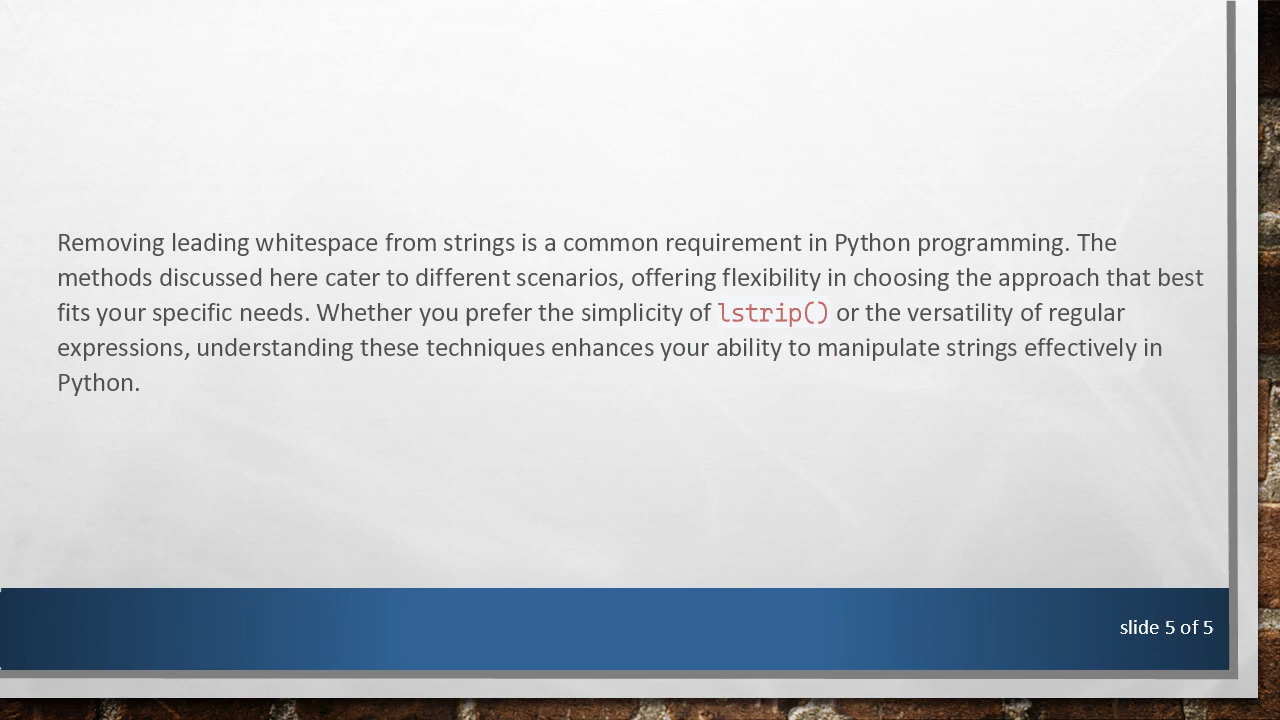 Removing leading whitespace from strings is a common requirement in Python programming. The
methods discussed here cater to different scenarios, offering flexibility in choosing the approach that best
fits your specific needs. Whether you prefer the simplicity of lstrip() or the versatility of regular
expressions, understanding these techniques enhances your ability to manipulate strings effectively in
Python.
slide 5 of 5